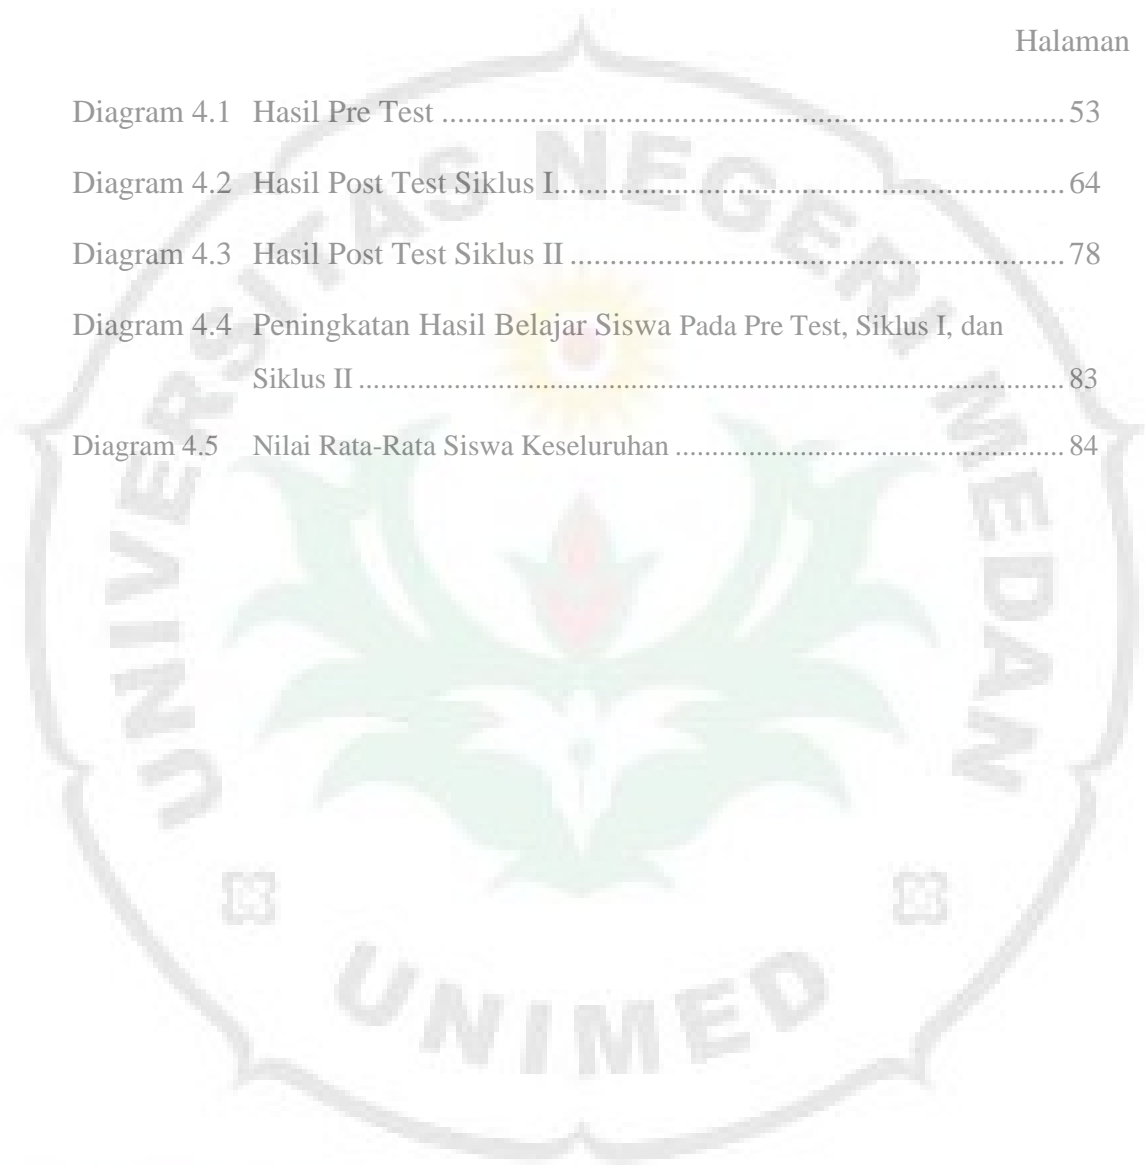 Halaman
Diagram 4.1 Hasil Pre Test .............................................................................. 53
Diagram 4.2 Hasil Post Test Siklus I................................................................ 64
Diagram 4.3 Hasil Post Test Siklus II .............................................................. 78
Diagram 4.4 Peningkatan Hasil Belajar Siswa Pada Pre Test, Siklus I, dan
Siklus II ................................................................................................ 83
Diagram 4.5 Nilai Rata-Rata Siswa Keseluruhan ..................................................... 84
UNIVERSITAS NEGERI MEDAN
UNIMED